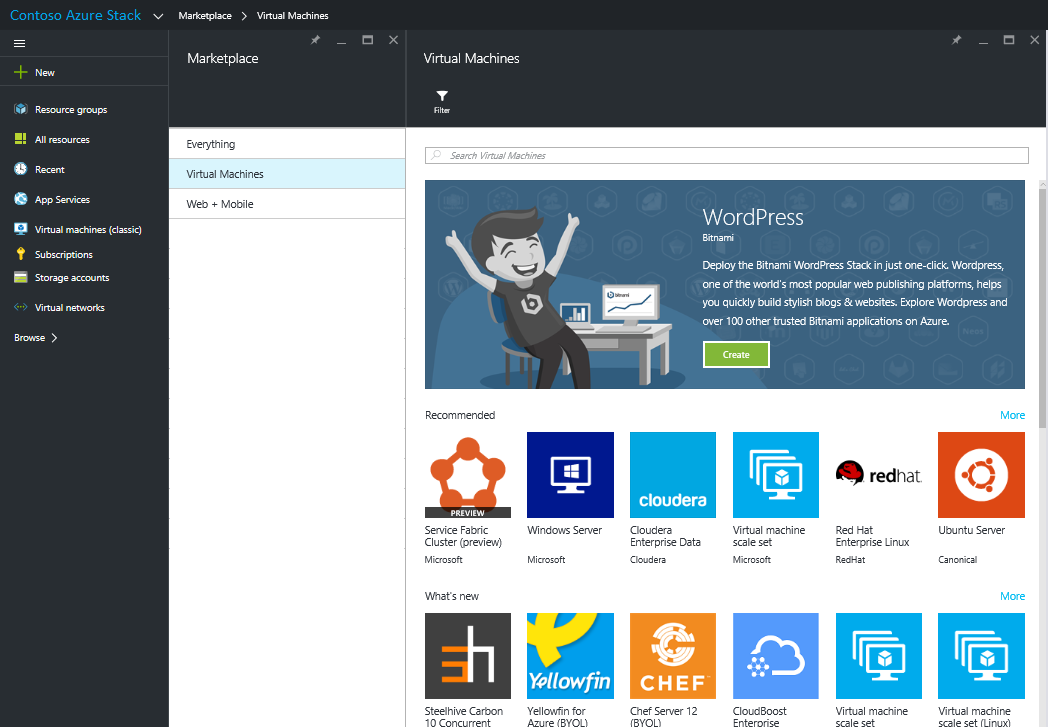 Contoso Azure Stack
Marketplace
Virtual Machines
New
Resource groups
All resources
Recent
App Services
Virtual machines (classic)
Subscriptions
Storage accounts
Virtual networks
Browse
Marketplace
Everything
Virtual Machines
Web + Mobile
Virtual Machines
Filter
Search Virtual Machines
bitnami
WordPress
Bitnami
Deploy the Bitnami WordPress Stack in just one-click. Wordpress,
one of the world's most popular web publishing platforms, helps
you quickly build stylish blogs & websites. Explore Wordpress and
over 100 other trusted Bitnami applications on Azure.
Create
Recommended
More
PREVIEW
Service Fabric
Cluster (preview)
Microsoft
Windows Server
Microsoft
cloudera
Cloudera
Enterprise Data
Cloudera
Virtual machine
scale set
Microsoft
redhat.
Red Hat
Enterprise Linux
RedHat
Ubuntu Server
Canonical
What's new
More
Steelhive Carbon
10 Concurrent
Yellowfin
Yellowfin for
Azure (BYOL)
CHEF
Chef Server 12
(BYOL)
CloudBoost
Enterprise
Virtual machine
scale set
Virtual machine
scale set (Linux)